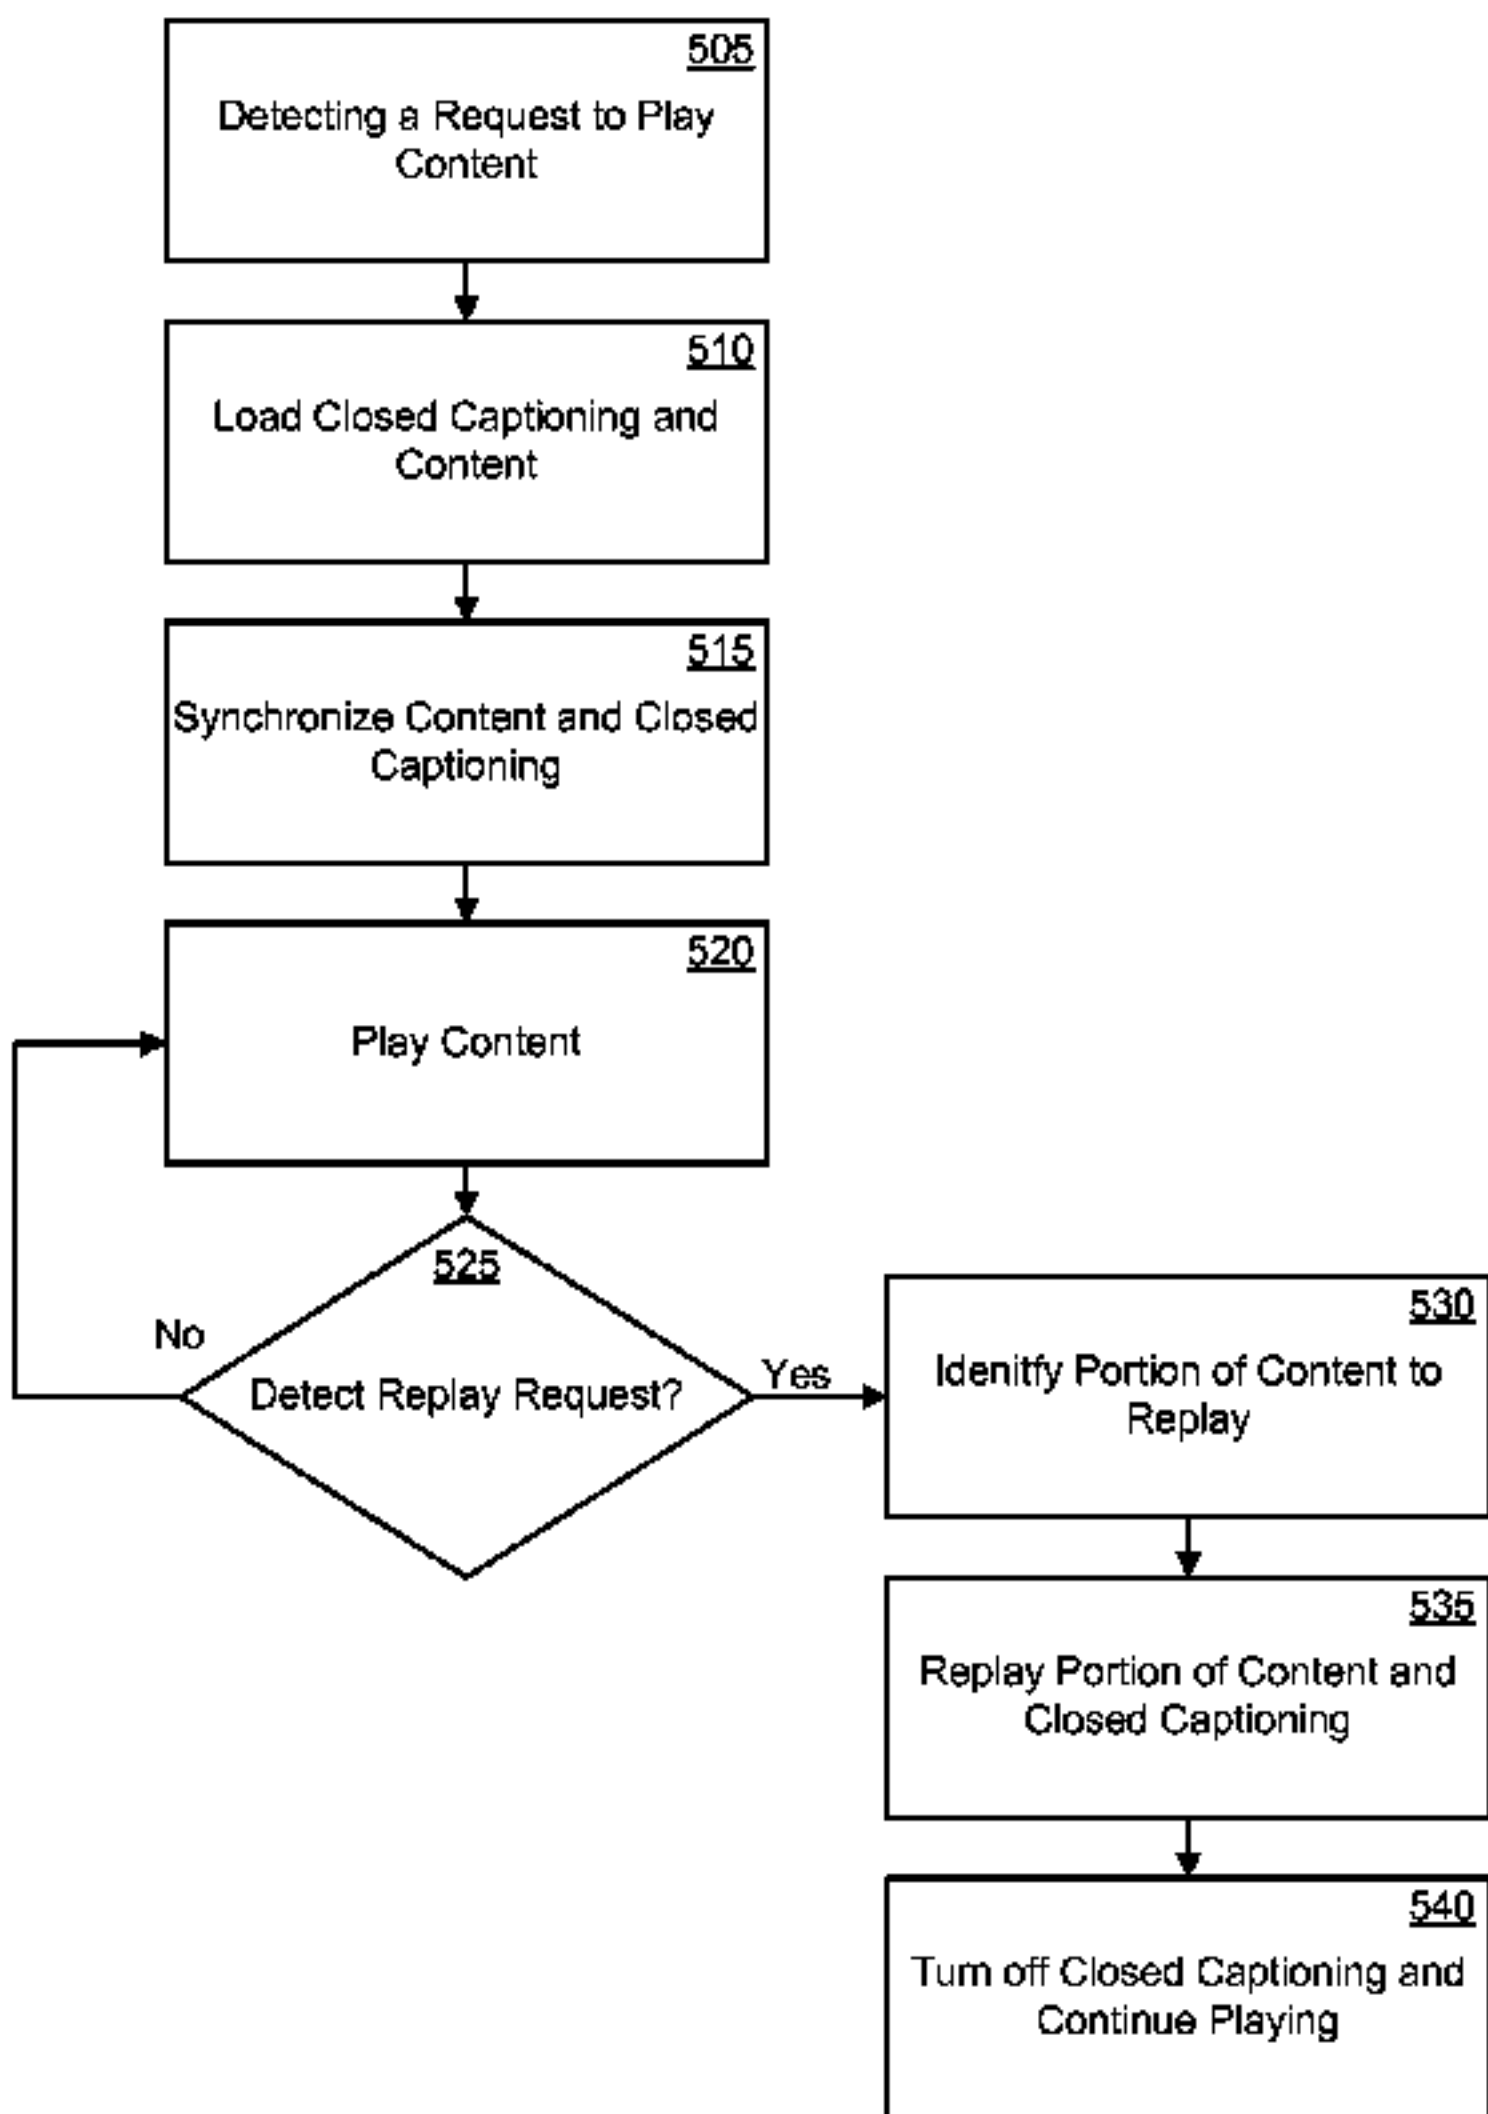 505
Detecting a Request to Play
Content
510
Load Closed Captioning and
Content
515
Synchronize Content and Closed
Captioning
520
Play Content
525
Detect Replay Request?
No
Yes
530
Idenitfy Portion of Content to
Replay
535
Replay Portion of Content and
Closed Captioning
540
Turn off Closed Captioning and
Continue Playing